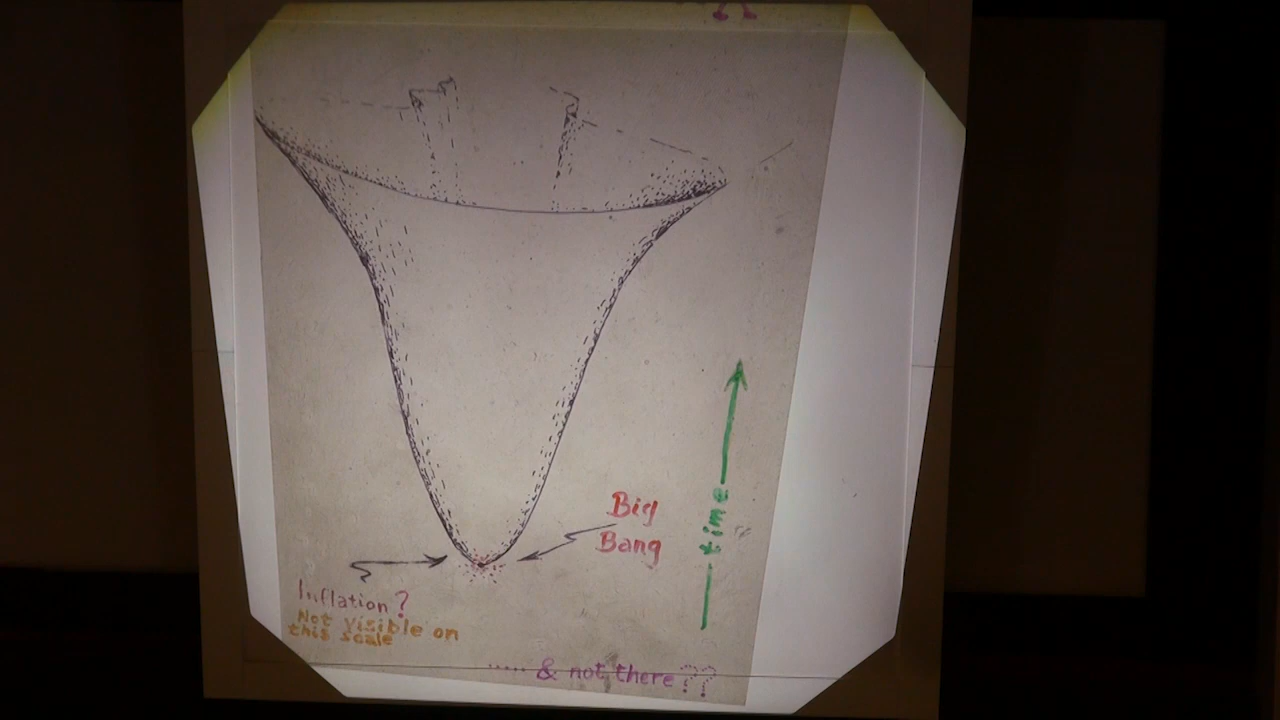 Big
Bang
time
Inflation?
Not visible on
this scale
..... & not there??